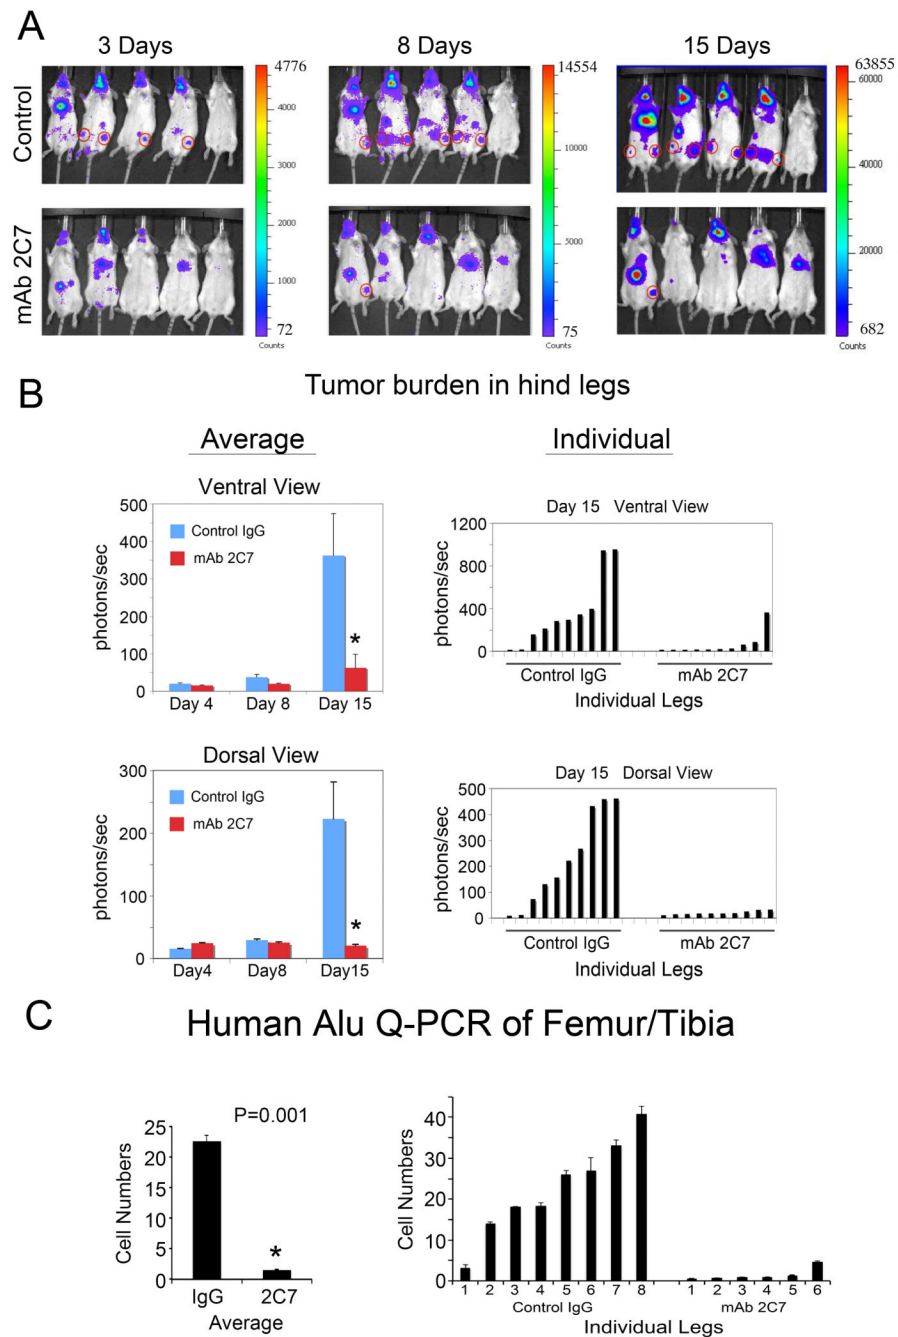 A
3 Days
8 Days
15 Days
Control
4776
4000
3000
2000
1000
72
Counts
14554
10000
5000
75
Counts
63855
60000
40000
20000
682
Counts
mAb 2C7
B
Tumor burden in hind legs
Average
Individual
Ventral View
500
400
300
200
100
0
photons/sec
Control IgG
mAb 2C7
*
Day 4
Day 8
Day 15
Day 15 Ventral View
1200
800
400
0
photons/sec
Control IgG
mAb 2C7
Individual Legs
Dorsal View
300
200
100
0
photons/sec
Control IgG
mAb 2C7
*
Day4
Day8
Day15
Day 15 Dorsal View
500
400
300
200
100
0
photons/sec
Control IgG
mAb 2C7
Individual Legs
C
Human Alu Q-PCR of Femur/Tibia
P=0.001
25
20
15
10
5
0
Cell Numbers
*
IgG
2C7
Average
40
30
20
10
0
Cell Numbers
1 2 3 4 5 6 7 8
1 2 3 4 5 6
Control IgG
mAb 2C7
Individual Legs